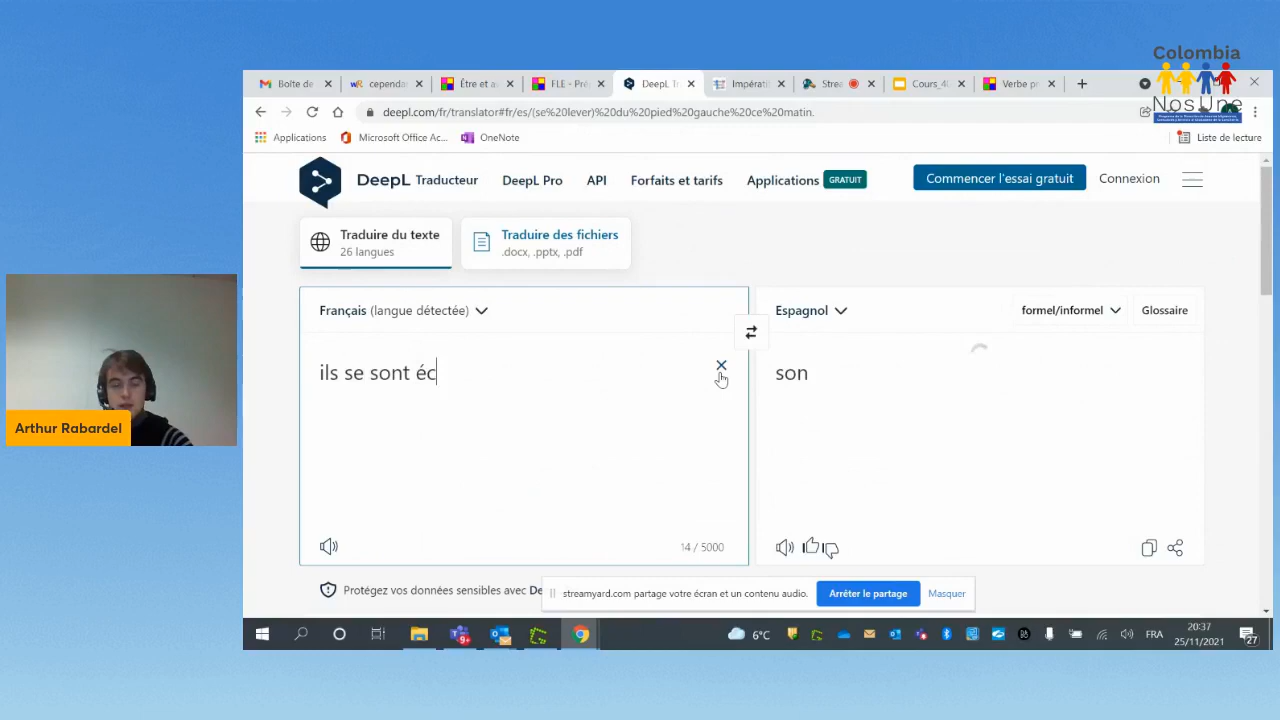 Colombia
NosUne
Boîte de
cependa
Être et a
FLE - Pré
DeepL Tr
Impérati
Strea
Cours_4
Verbe pr
deepl.com/fr/translator#fr/es/(se%20lever)%20du%20pied%20gauche%20ce%20matin.
Applications
Microsoft Office Ac...
OneNote
Liste de lecture
DeepL Traducteur
DeepL Pro
API
Forfaits et tarifs
Applications GRATUIT
Commencer l'essai gratuit
Connexion
Traduire du texte
26 langues
Traduire des fichiers
.docx, .pptx, .pdf
Français (langue détectée)
Espagnol
formel/informel
Glossaire
ils se sont éc
son
Arthur Rabardel
14 / 5000
Protégez vos données sensibles avec De
streamyard.com partage votre écran et un contenu audio.
Arrêter le partage
Masquer
6°C
FRA
20:37
25/11/2021
27